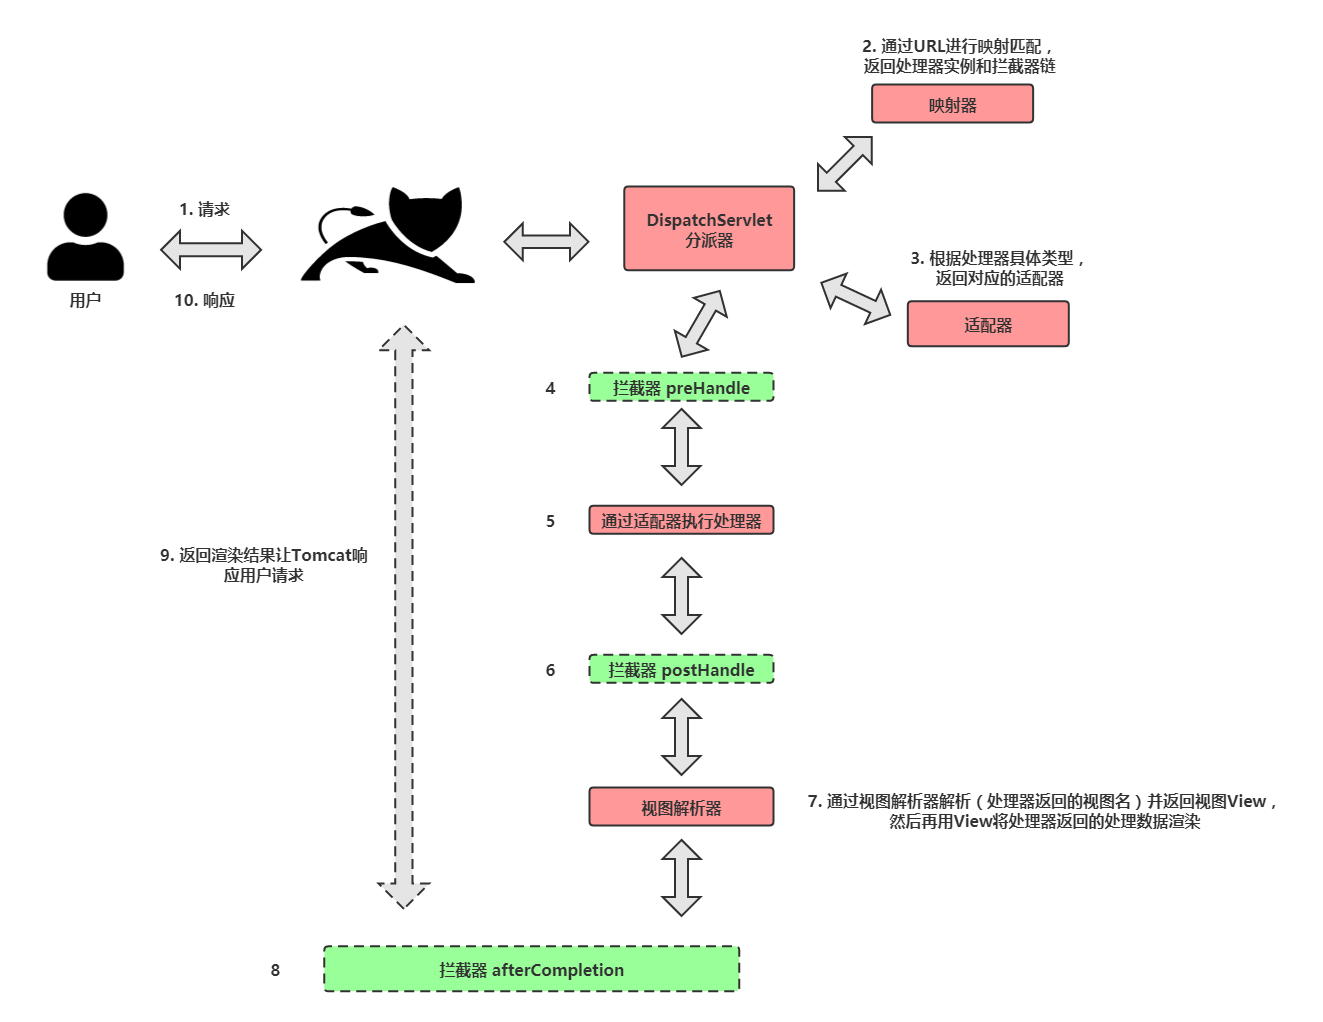 2. 通过URL进行映射匹配，
返回处理器实例和拦截器链
映射器
1. 请求
DispatchServlet
分派器
用户
10. 响应
3. 根据处理器具体类型，
返回对应的适配器
适配器
4
拦截器 preHandle
5
通过适配器执行处理器
9. 返回渲染结果让Tomcat响
应用户请求
6
拦截器 postHandle
视图解析器
7. 通过视图解析器解析（处理器返回的视图名）并返回视图View，
然后再用View将处理器返回的处理数据渲染
8
拦截器 afterCompletion